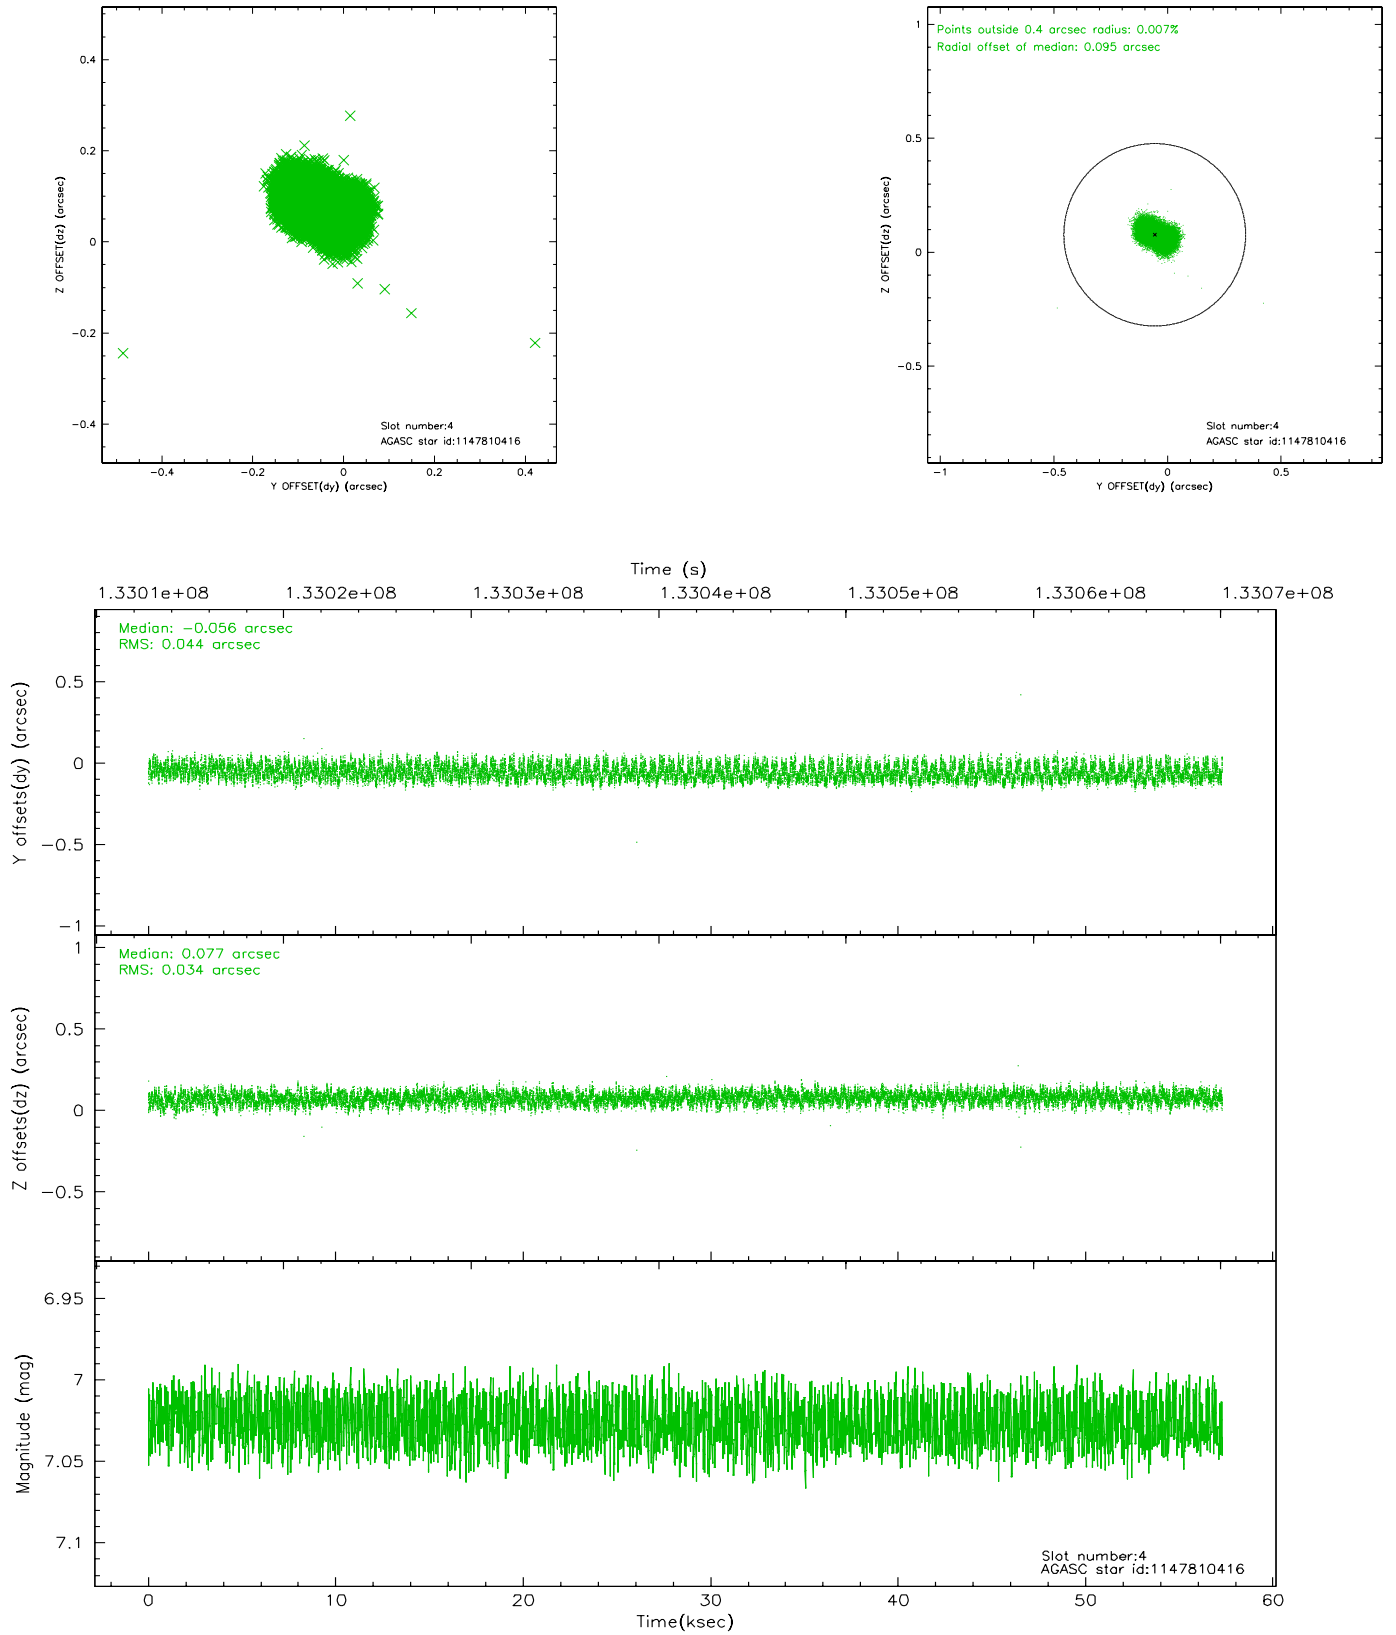 0.4
0.2
0
−0.2
−0.4
Z OFFSET(dz) (arcsec)
Slot number:4
AGASC star id:1147810416
−0.4 −0.2 0 0.2 0.4
Y OFFSET(dy) (arcsec)
Points outside 0.4 arcsec radius: 0.007%
Radial offset of median: 0.095 arcsec
1
0.5
0
−0.5
Z OFFSET(dz) (arcsec)
Slot number:4
AGASC star id:1147810416
−1 −0.5 0 0.5
Y OFFSET(dy) (arcsec)
Time (s)
1.3301e+08 1.3302e+08 1.3303e+08 1.3304e+08 1.3305e+08 1.3306e+08 1.3307e+08
Median: −0.056 arcsec
RMS: 0.044 arcsec
0.5
0
−0.5
−1
Y offsets(dy) (arcsec)
Median: 0.077 arcsec
RMS: 0.034 arcsec
1
0.5
0
−0.5
Z offsets(dz) (arcsec)
6.95
7
7.05
7.1
Magnitude (mag)
Slot number:4
AGASC star id:1147810416
0 10 20 30 40 50 60
Time(ksec)